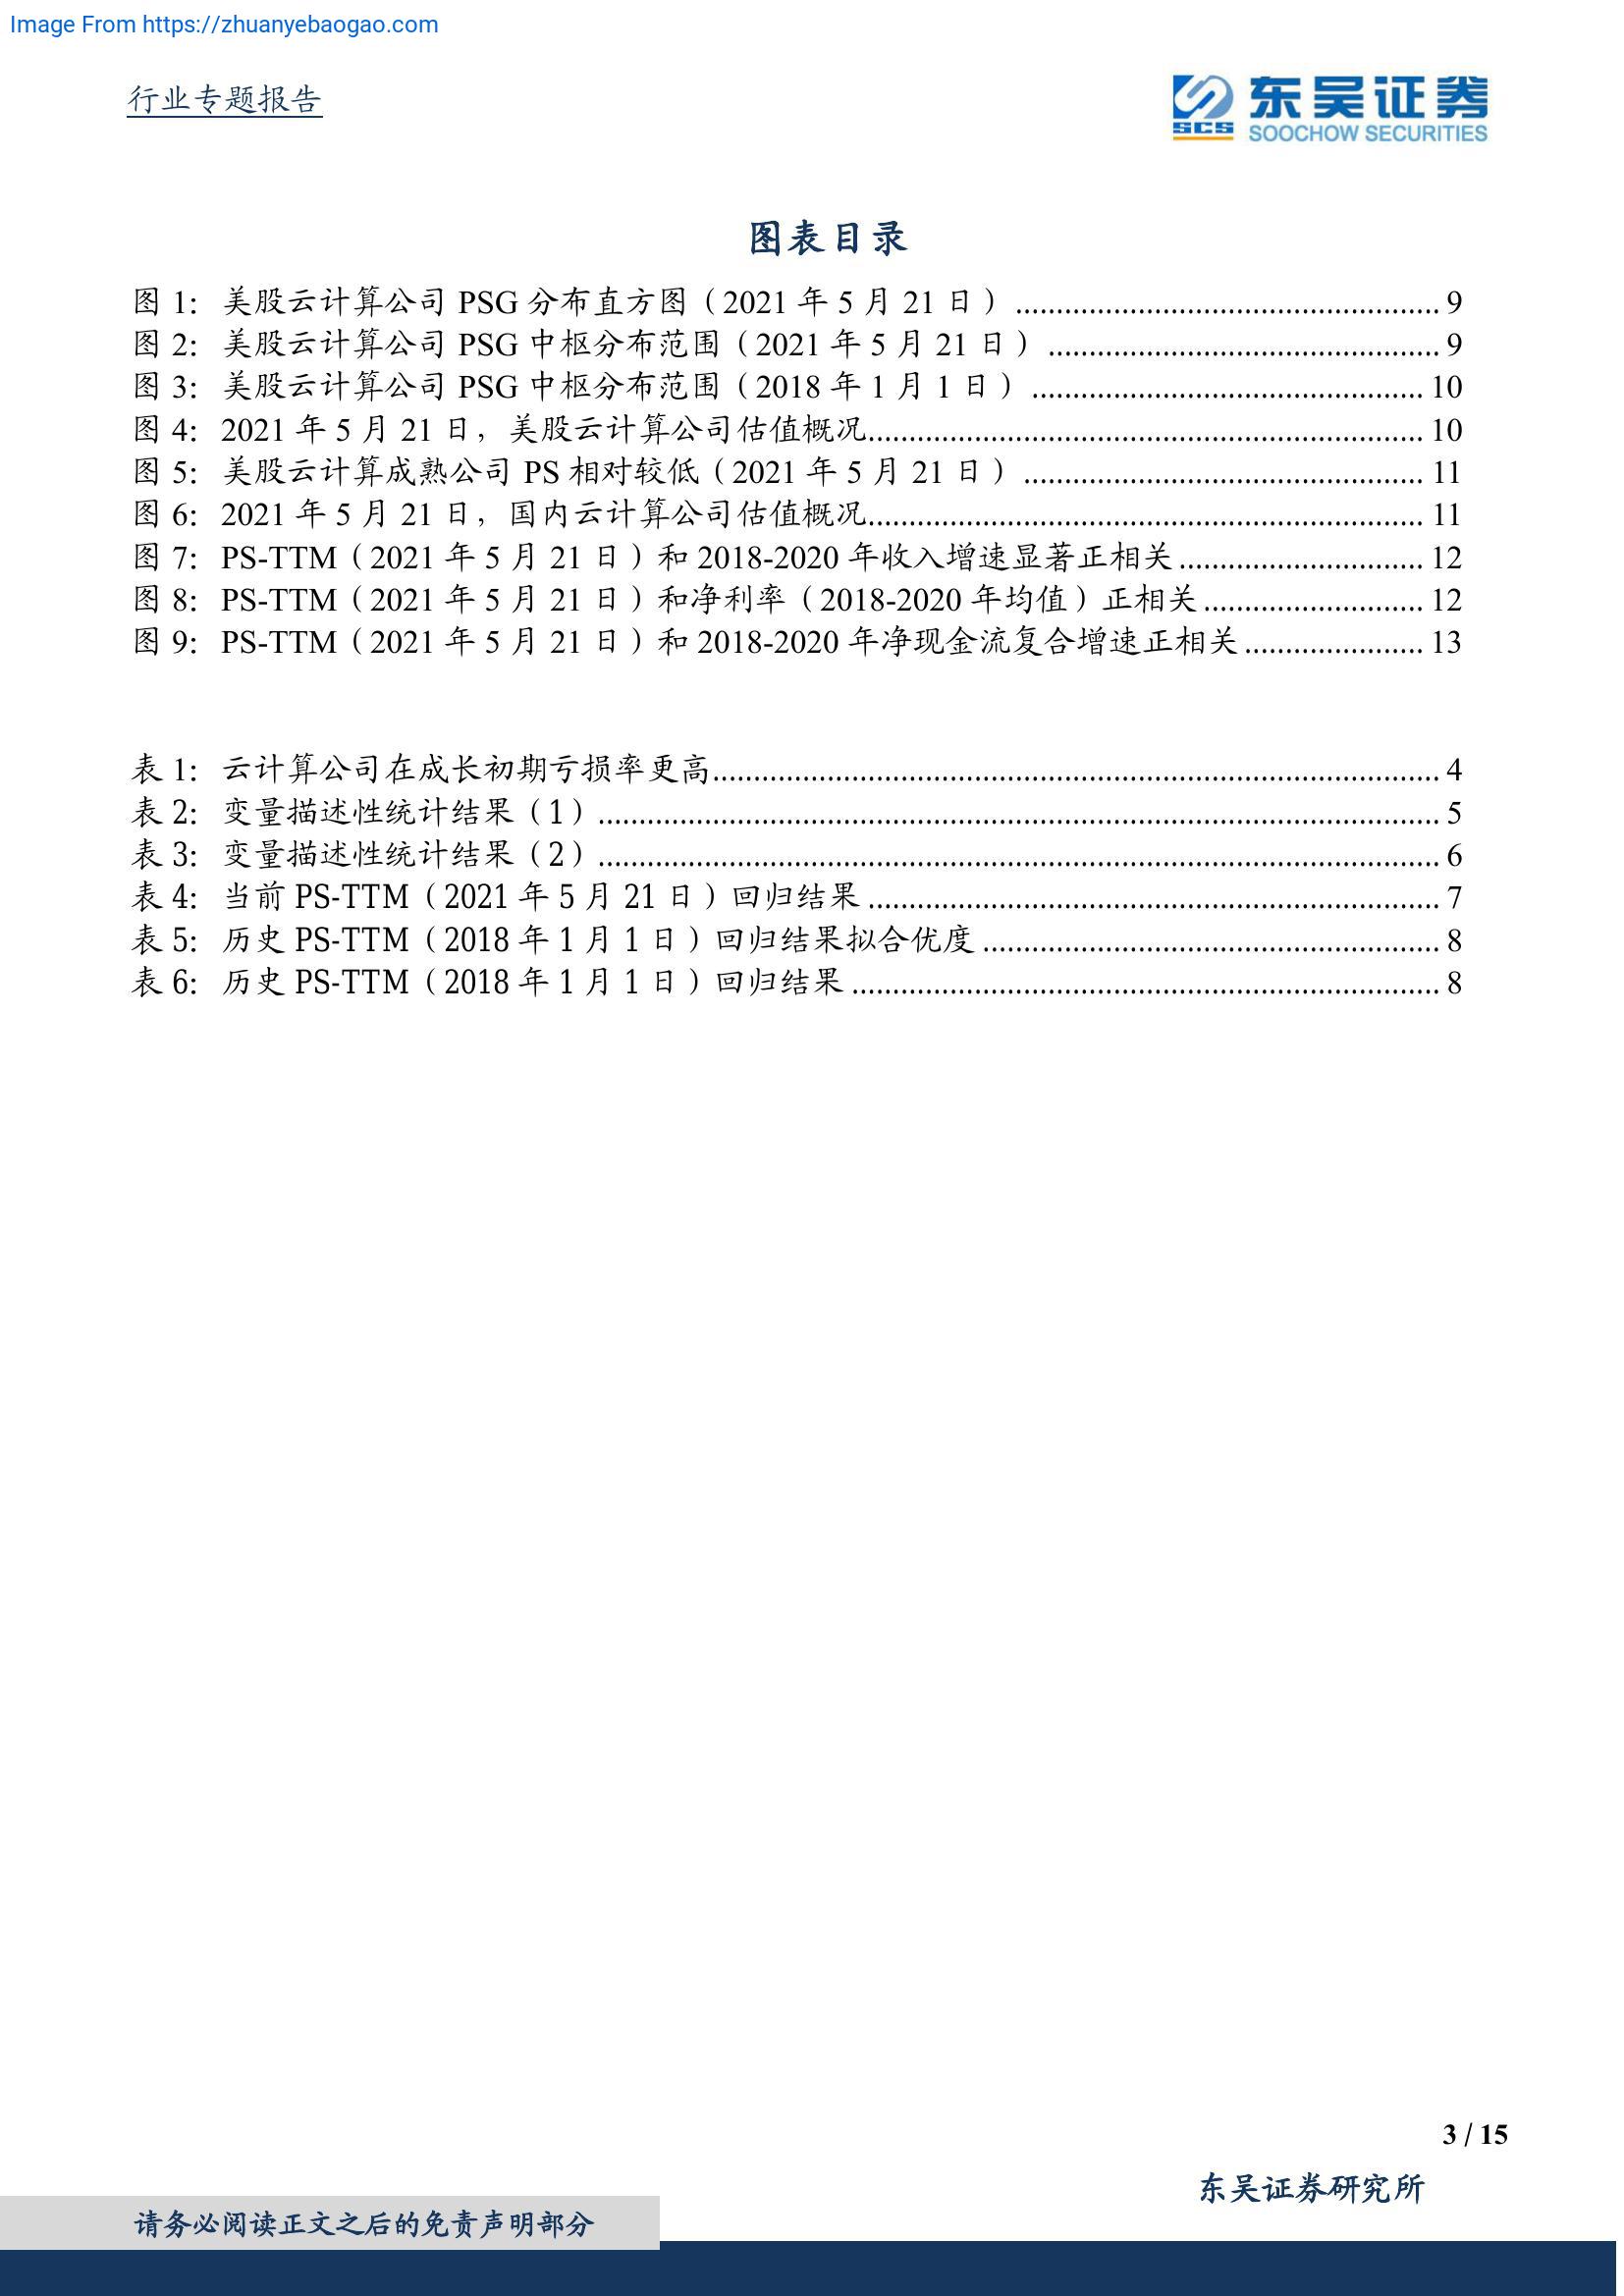 Image From https://zhuanyebaogao.com
行业专题报告
SCS
东吴证券
SOOCHOW SECURITIES
图表目录
图 1: 美股云计算公司 PSG 分布直方图（2021 年 5 月 21 日）.................................................... 9
图 2: 美股云计算公司 PSG 中枢分布范围（2021 年 5 月 21 日）................................................ 9
图 3: 美股云计算公司 PSG 中枢分布范围（2018 年 1 月 1 日）................................................ 10
图 4: 2021 年 5 月 21 日，美股云计算公司估值概况.................................................................... 10
图 5: 美股云计算成熟公司 PS 相对较低（2021 年 5 月 21 日）................................................. 11
图 6: 2021 年 5 月 21 日，国内云计算公司估值概况.................................................................... 11
图 7: PS-TTM（2021 年 5 月 21 日）和 2018-2020 年收入增速显著正相关.............................. 12
图 8: PS-TTM（2021 年 5 月 21 日）和净利率（2018-2020 年均值）正相关........................... 12
图 9: PS-TTM（2021 年 5 月 21 日）和 2018-2020 年净现金流复合增速正相关...................... 13
表 1: 云计算公司在成长初期亏损率更高......................................................................................... 4
表 2: 变量描述性统计结果（1）....................................................................................................... 5
表 3: 变量描述性统计结果（2）....................................................................................................... 6
表 4: 当前 PS-TTM（2021 年 5 月 21 日）回归结果...................................................................... 7
表 5: 历史 PS-TTM（2018 年 1 月 1 日）回归结果拟合优度........................................................ 8
表 6: 历史 PS-TTM（2018 年 1 月 1 日）回归结果........................................................................ 8
3 / 15
东吴证券研究所
请务必阅读正文之后的免责声明部分